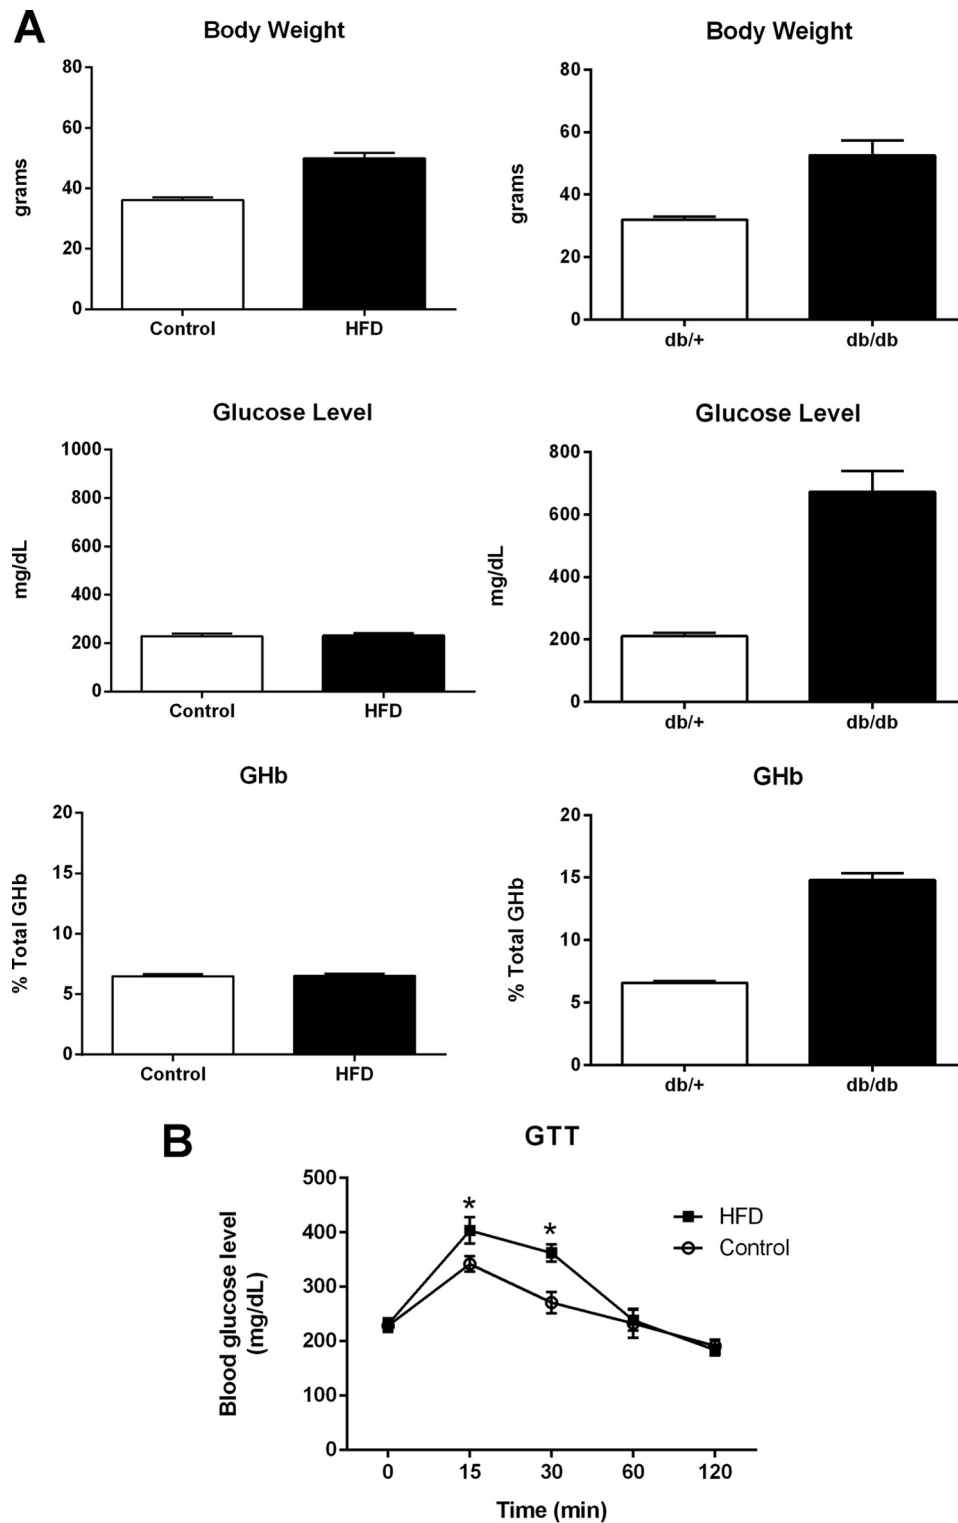 A
Body Weight
Body Weight
80
60
40
20
0
grams
Control
HFD
80
60
40
20
0
grams
db/+
db/db
Glucose Level
Glucose Level
1000
800
600
400
200
0
mg/dL
Control
HFD
800
600
400
200
0
mg/dL
db/+
db/db
GHb
GHb
20
15
10
5
0
% Total GHb
Control
HFD
20
15
10
5
0
% Total GHb
db/+
db/db
B
GTT
500
400
300
200
100
0
Blood glucose level
(mg/dL)
*
*
HFD
Control
0
15
30
60
120
Time (min)